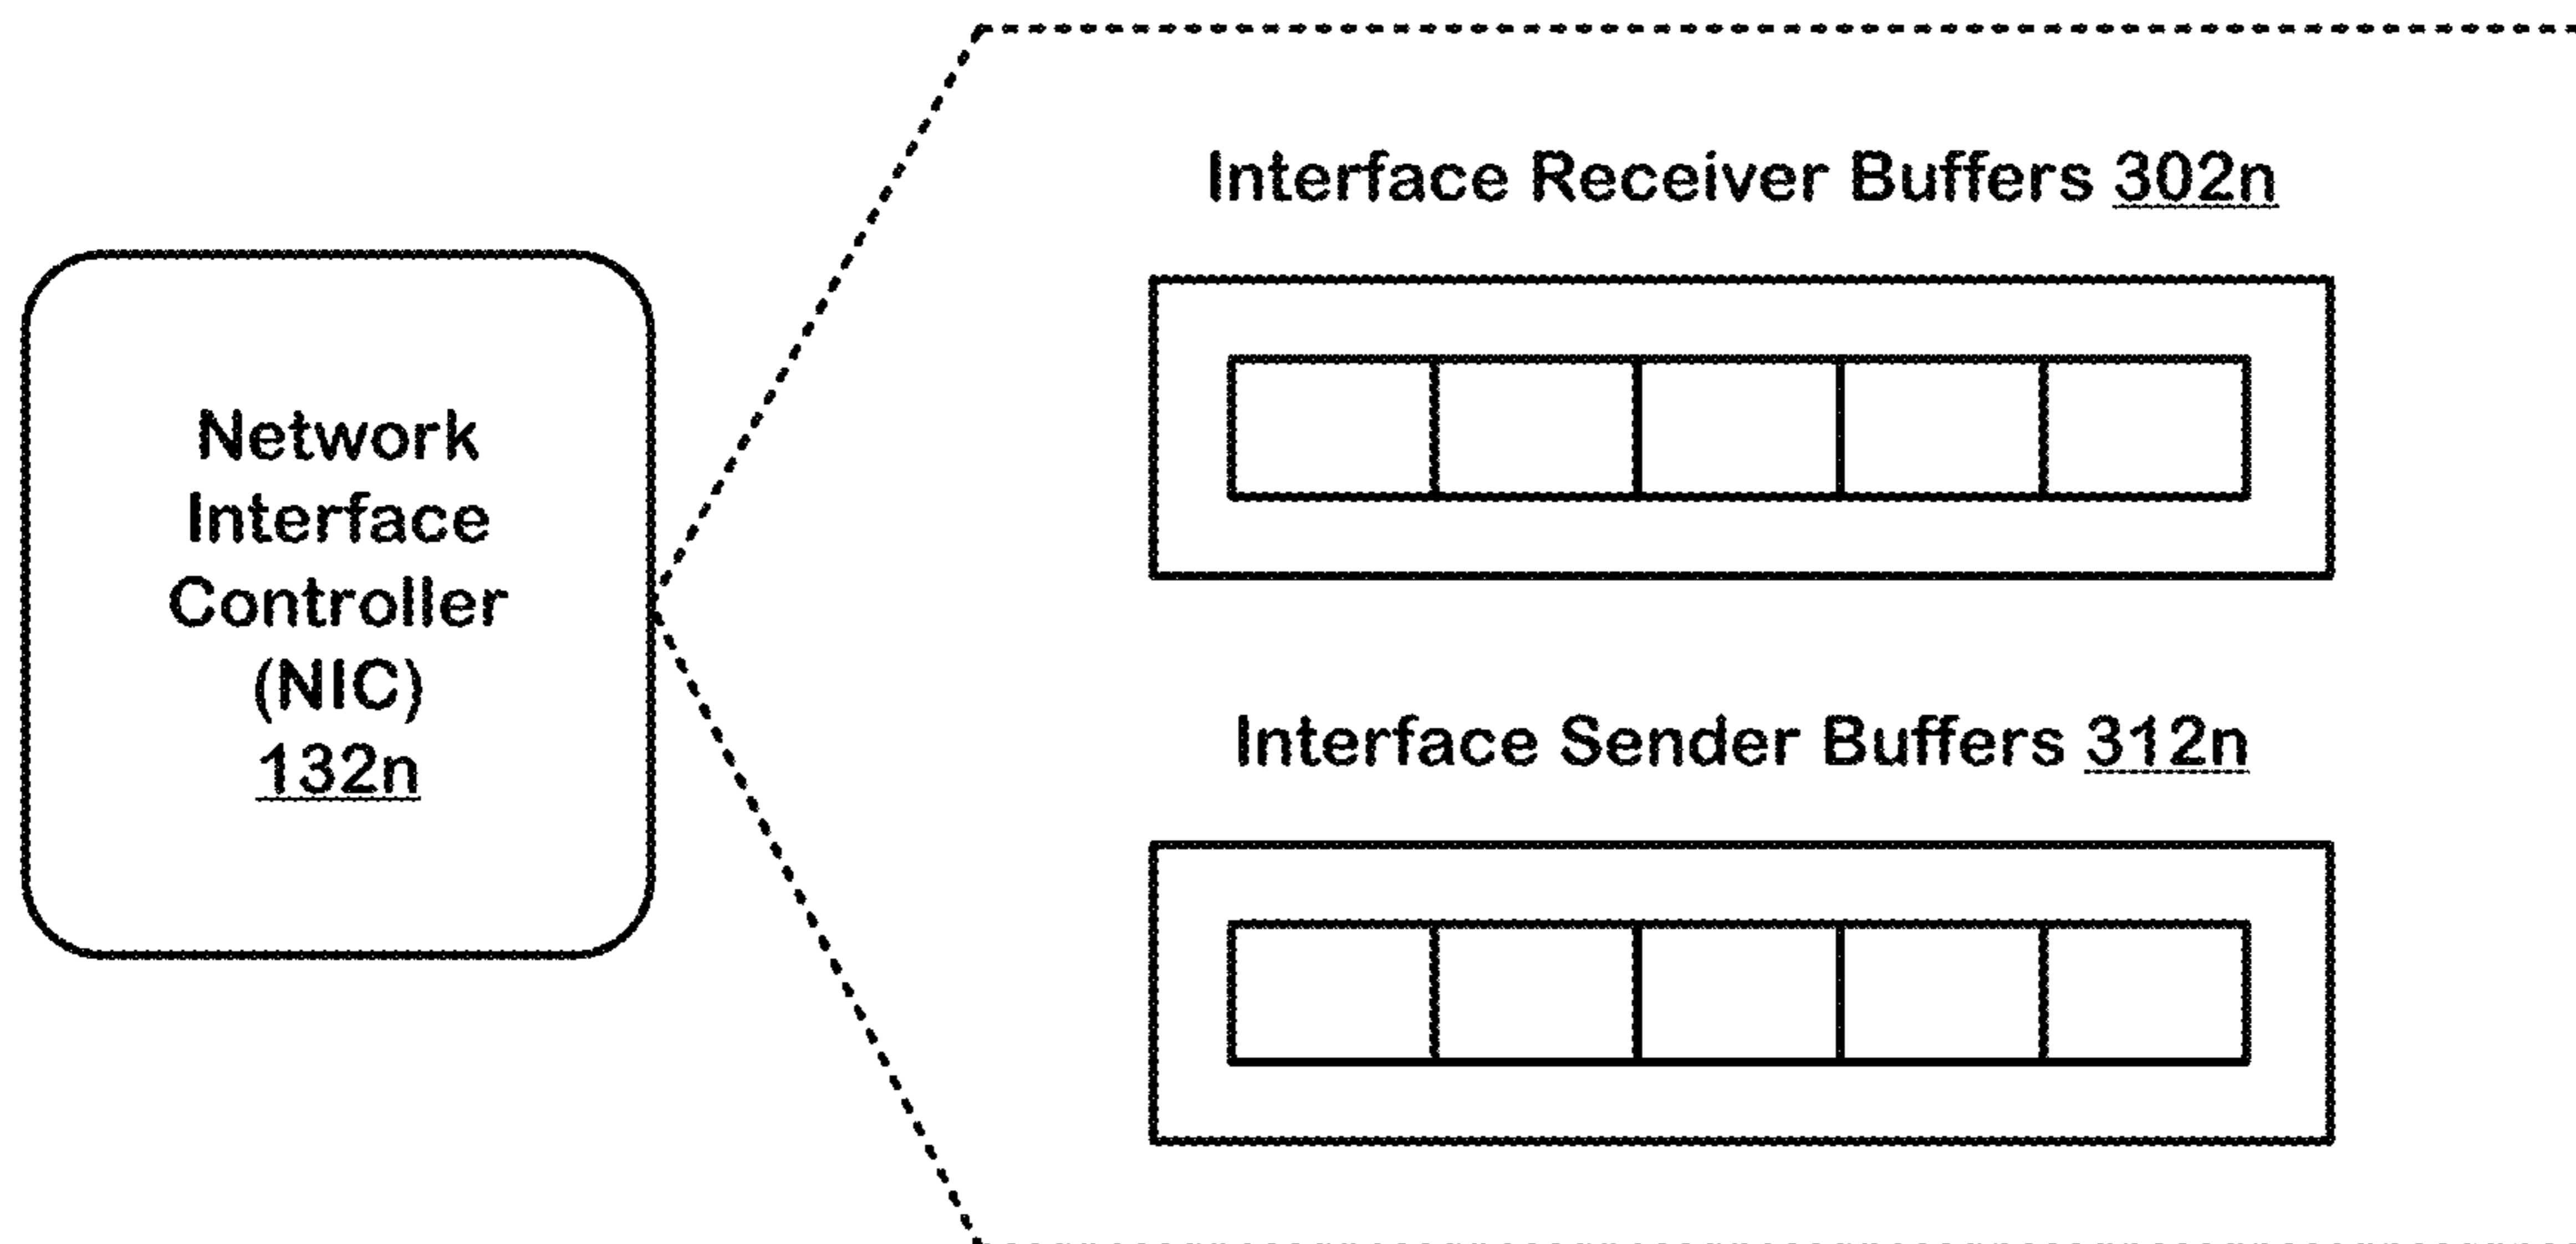 Interface Receiver Buffers 302n
Network
Interface
Controller
(NIC)
132n
Interface Sender Buffers 312n